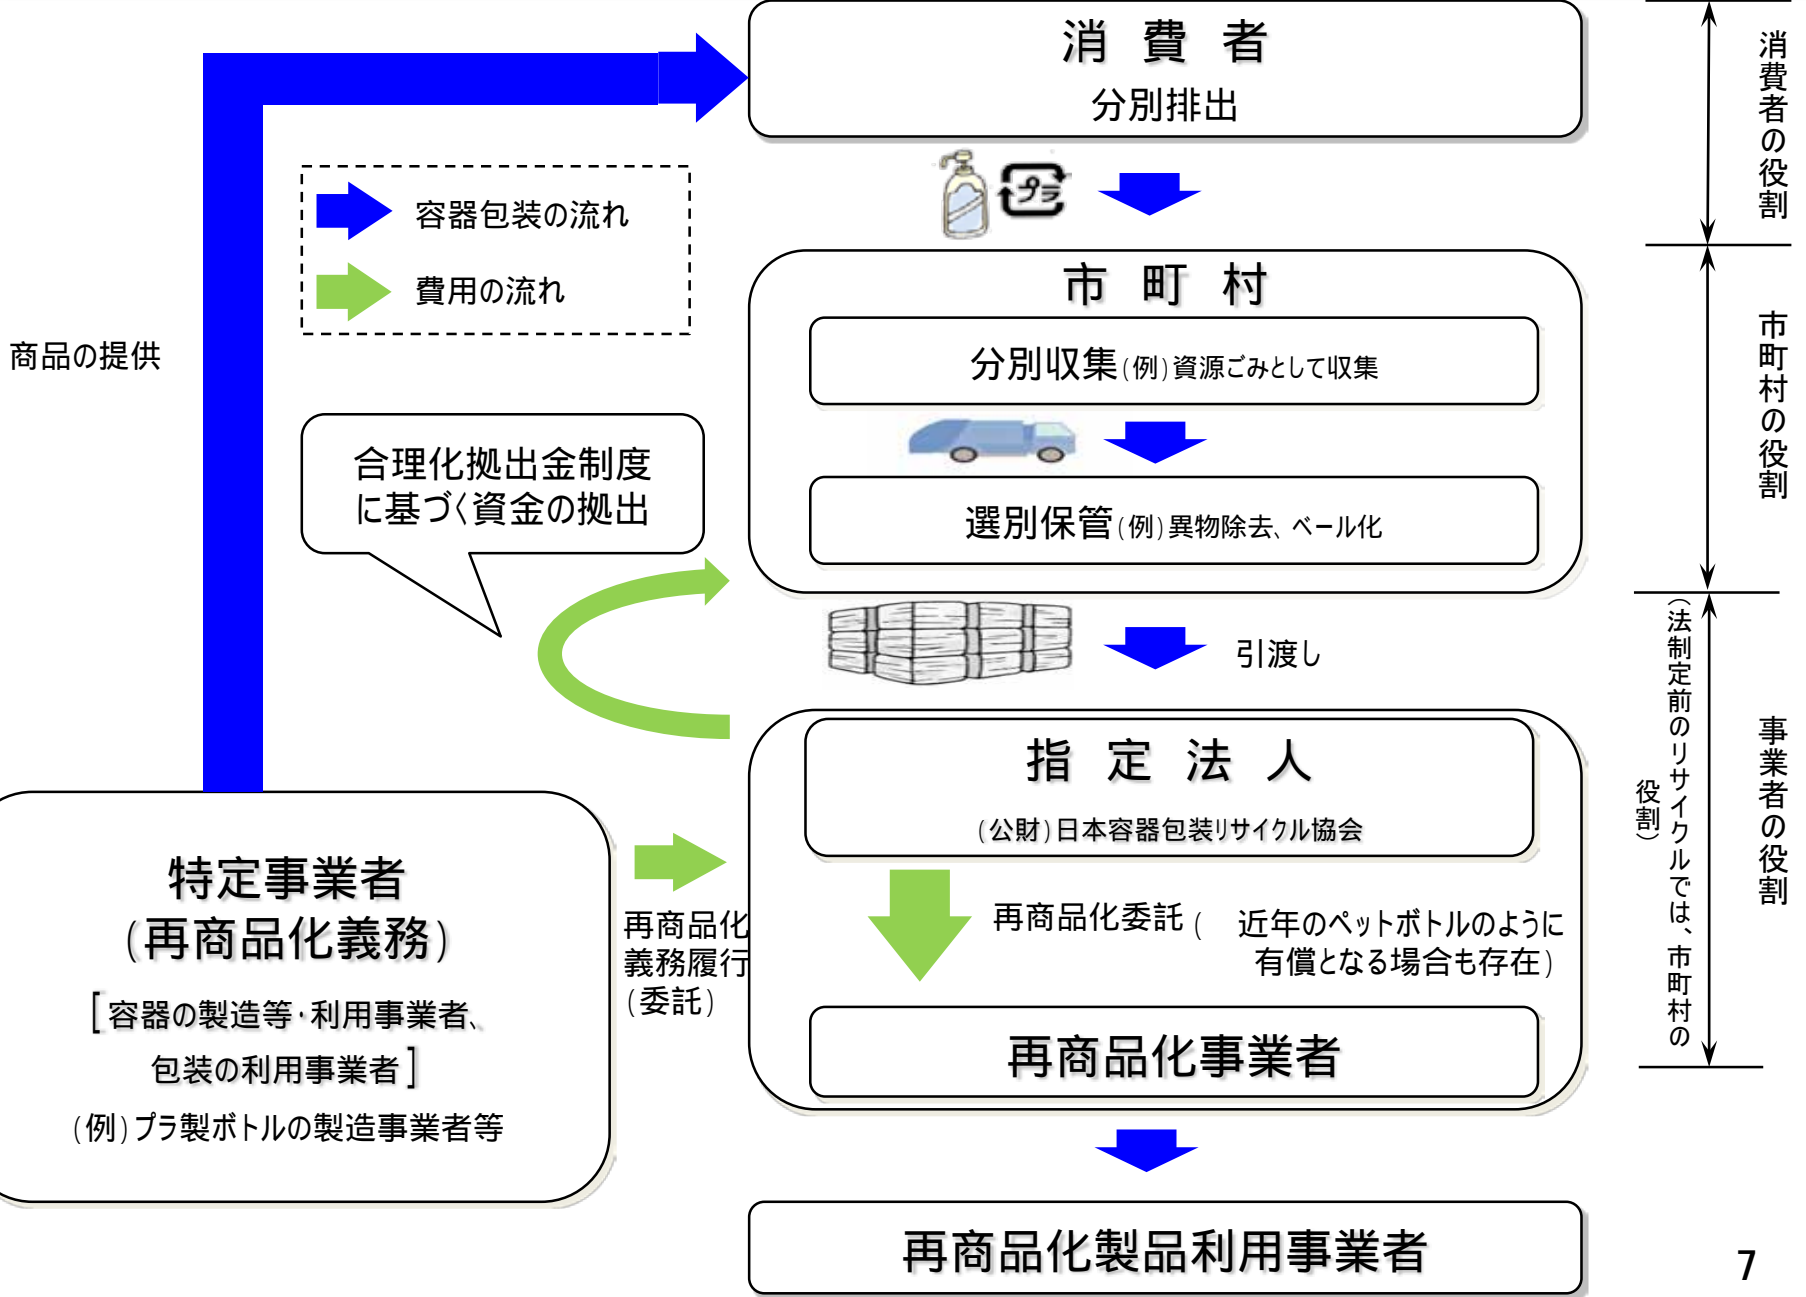 消費者
分別排出
プラ
容器包装の流れ
費用の流れ
商品の提供
市町村
分別収集(例)資源ごみとして収集
選別保管(例)異物除去、ベール化
合理化拠出金制度
に基づく資金の拠出
引渡し
指定法人
(公財)日本容器包装リサイクル協会
特定事業者
(再商品化義務)
[容器の製造等・利用事業者、
包装の利用事業者]
(例)プラ製ボトルの製造事業者等
再商品化
義務履行
(委託)
再商品化委託( 近年のペットボトルのように
有償となる場合も存在)
再商品化事業者
再商品化製品利用事業者
消費者の役割
市町村の役割
事業者の役割
(法制定前のリサイクルでは、市町村の
役割)
7